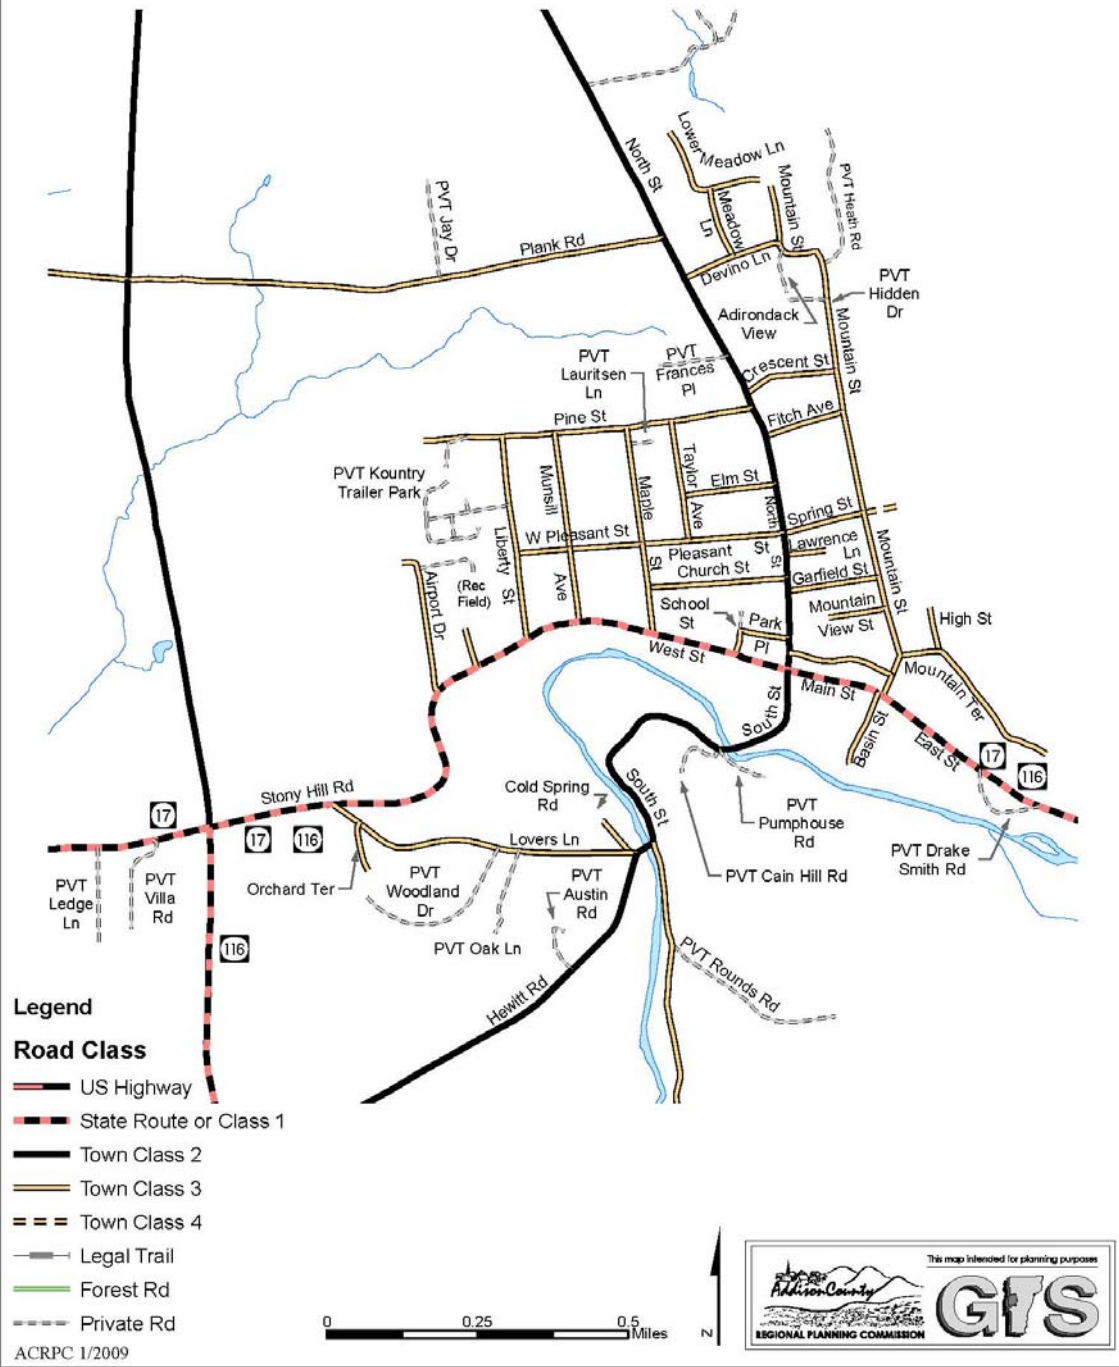 North St
Lower
Meadow Ln
Meadow
Ln
Mountain St
PVT Heath Rd
PVT Jay Dr
Plank Rd
Devino Ln
PVT
Hidden
Dr
Adirondack
View
Mountain St
PVT
Lauritsen
Ln
PVT
Frances
Pl
Crescent St
Pine St
Fitch Ave
PVT Kountry
Trailer Park
Munsill
Ave
Maple
St
Taylor
Ave
Elm St
North
St
Spring St
Liberty
St
W Pleasant St
Pleasant St
Lawrence
Ln
Church St
Garfield St
Mountain St
Airport Dr
(Rec
Field)
School
St
Park
Pl
Mountain
View St
High St
West St
Main St
Mountain Ter
South St
Basin St
East St
17
116
Stony Hill Rd
Cold Spring
Rd
South St
17
17
116
Lovers Ln
PVT
Pumphouse
Rd
PVT Drake
Smith Rd
PVT Cain Hill Rd
Orchard Ter
PVT
Ledge
Ln
PVT
Villa
Rd
PVT
Woodland
Dr
PVT
Austin
Rd
PVT Oak Ln
116
PVT Rounds Rd
Hewitt Rd
Legend
Road Class
US Highway
State Route or Class 1
Town Class 2
Town Class 3
Town Class 4
Legal Trail
Forest Rd
Private Rd
ACRPC 1/2009
0 0.25 0.5
Miles
N
This map intended for planning purposes
Addison County
REGIONAL PLANNING COMMISSION
GIS